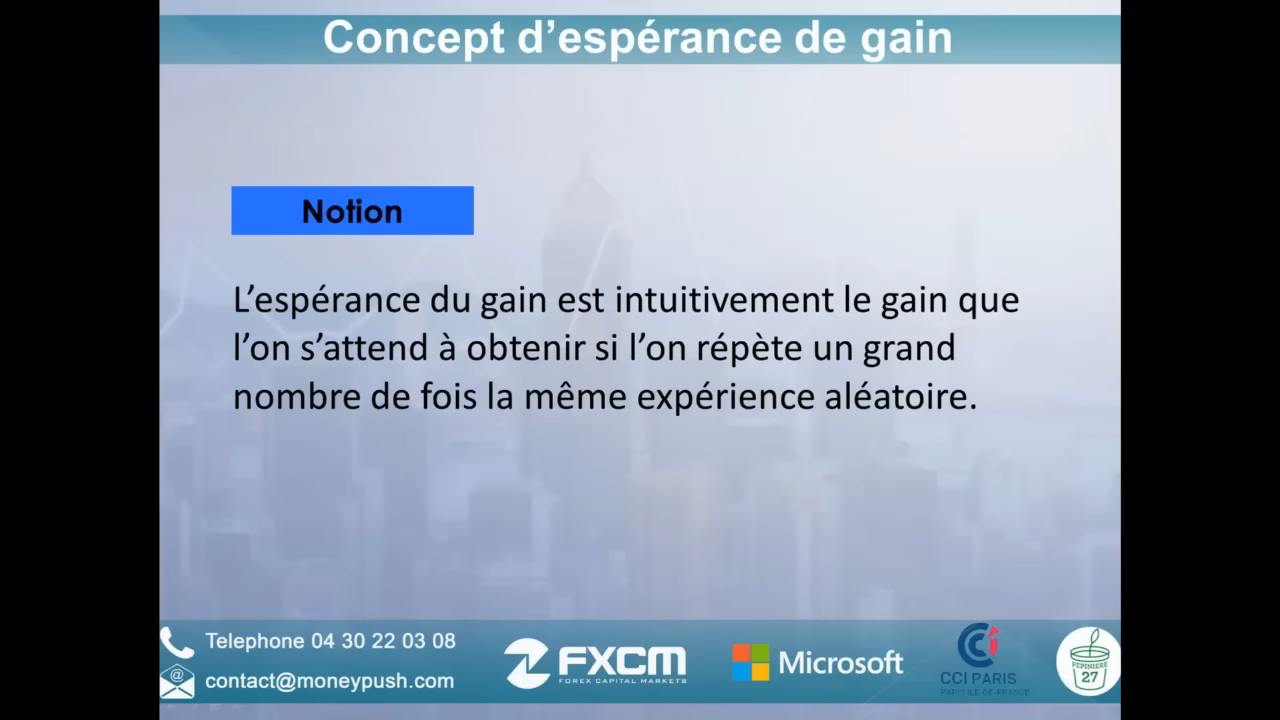 Concept d’espérance de gain
Notion
L’espérance du gain est intuitivement le gain que
l’on s’attend à obtenir si l’on répète un grand
nombre de fois la même expérience aléatoire.
Telephone 04 30 22 03 08
@
contact@moneypush.com
FXCM
FOREX CAPITAL MARKETS
Microsoft
CCI PARIS
PARIS ILE-DE-FRANCE
PEPINIERE
27